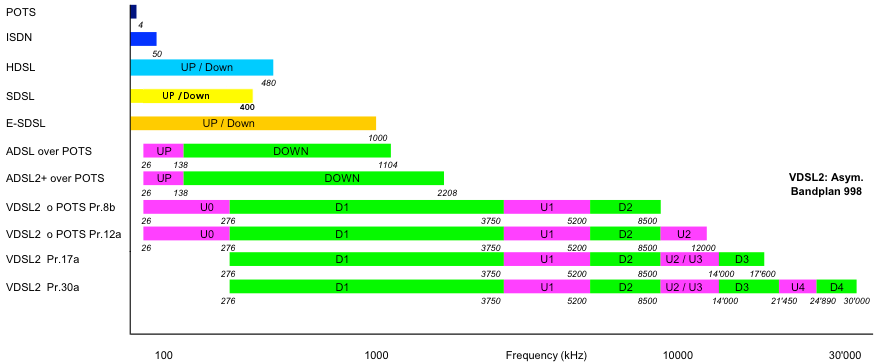 POTS
4
ISDN
50
HDSL UP / Down
480
SDSL UP / Down
400
E-SDSL UP / Down
1000
ADSL over POTS UP DOWN
26 138 1104
ADSL2+ over POTS UP DOWN
26 138 2208
VDSL2: Asym.
Bandplan 998
VDSL2 o POTS Pr.8b U0 D1 U1 D2
26 276 3750 5200 8500
VDSL2 o POTS Pr.12a U0 D1 U1 D2 U2
26 276 3750 5200 8500 12000
VDSL2 Pr.17a D1 U1 D2 U2 / U3 D3
276 3750 5200 8500 14'000 17'600
VDSL2 Pr.30a D1 U1 D2 U2 / U3 D3 U4 D4
276 3750 5200 8500 14'000 21'450 24'890 30'000
100 1000 Frequency (kHz) 10000 30'000